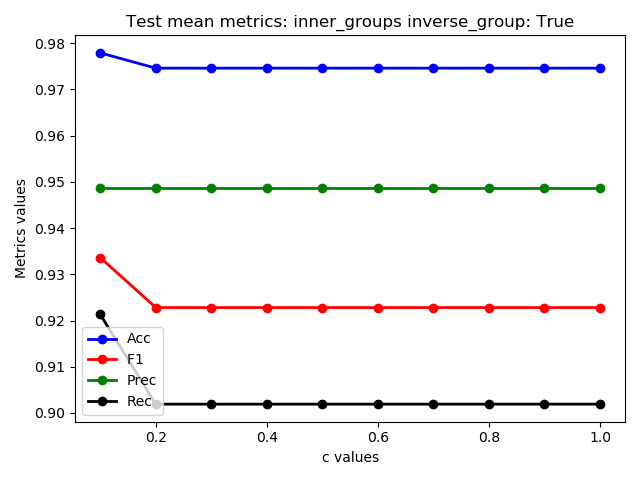 Test mean metrics: inner_groups inverse_group: True
0.98
0.97
0.96
0.95
0.94
0.93
0.92
0.91
0.90
Metrics values
Acc
F1
Prec
Rec
0.2 0.4 0.6 0.8 1.0
c values